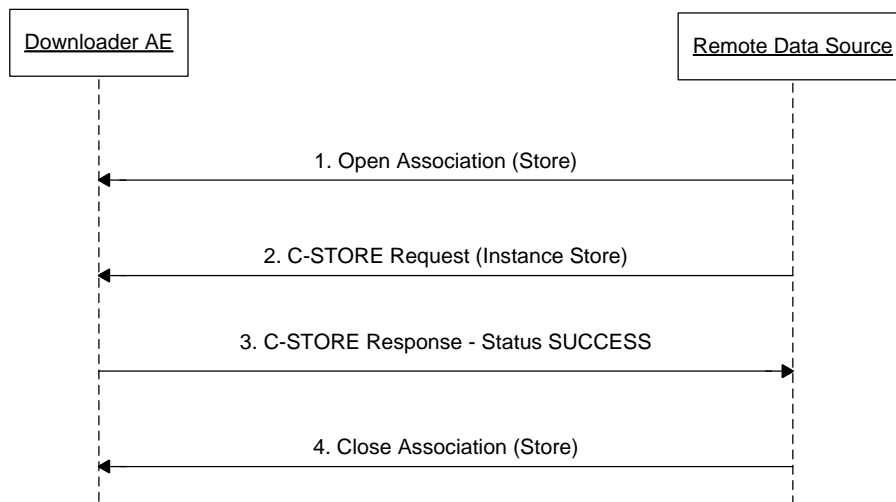 Downloader AE
Remote Data Source
1. Open Association (Store)
2. C-STORE Request (Instance Store)
3. C-STORE Response - Status SUCCESS
4. Close Association (Store)